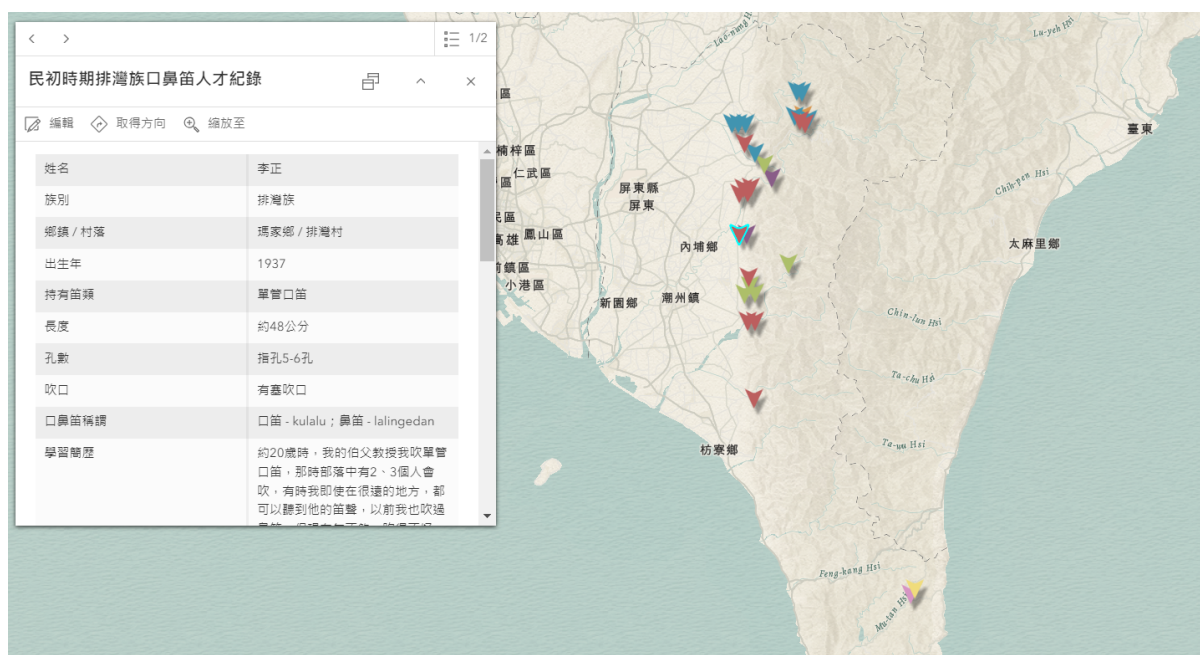 1/2
民初時期排灣族口鼻笛人才紀錄
編輯 取得方向 縮放至
姓名 李正
族別 排灣族
鄉鎮 / 村落 瑪家鄉 / 排灣村
出生年 1937
持有笛類 單管口笛
長度 約48公分
孔數 指孔5-6孔
吹口 有塞吹口
口鼻笛稱謂 口笛 - kulalu；鼻笛 - lalingedan
學習簡歷 約20歲時，我的伯父教授我吹單管
口笛，那時部落中有2、3個人會
吹，有時我即使在很遠的地方，都
可以聽到他的笛聲，以前我也吹過
Lao-nung
Lu-yeh Hsi
區
臺東
楠梓區
仁武區
區
屏東縣
屏東
Chih-pen Hsi
民區
高雄
鳳山區
內埔鄉
太麻里鄉
前鎮區
小港區
新園鄉
潮州鎮
Chin-lun Hsi
Ta-chu Hsi
枋寮鄉
Ta-wu Hsi
Feng-kang Hsi
Mu-tan Hsi